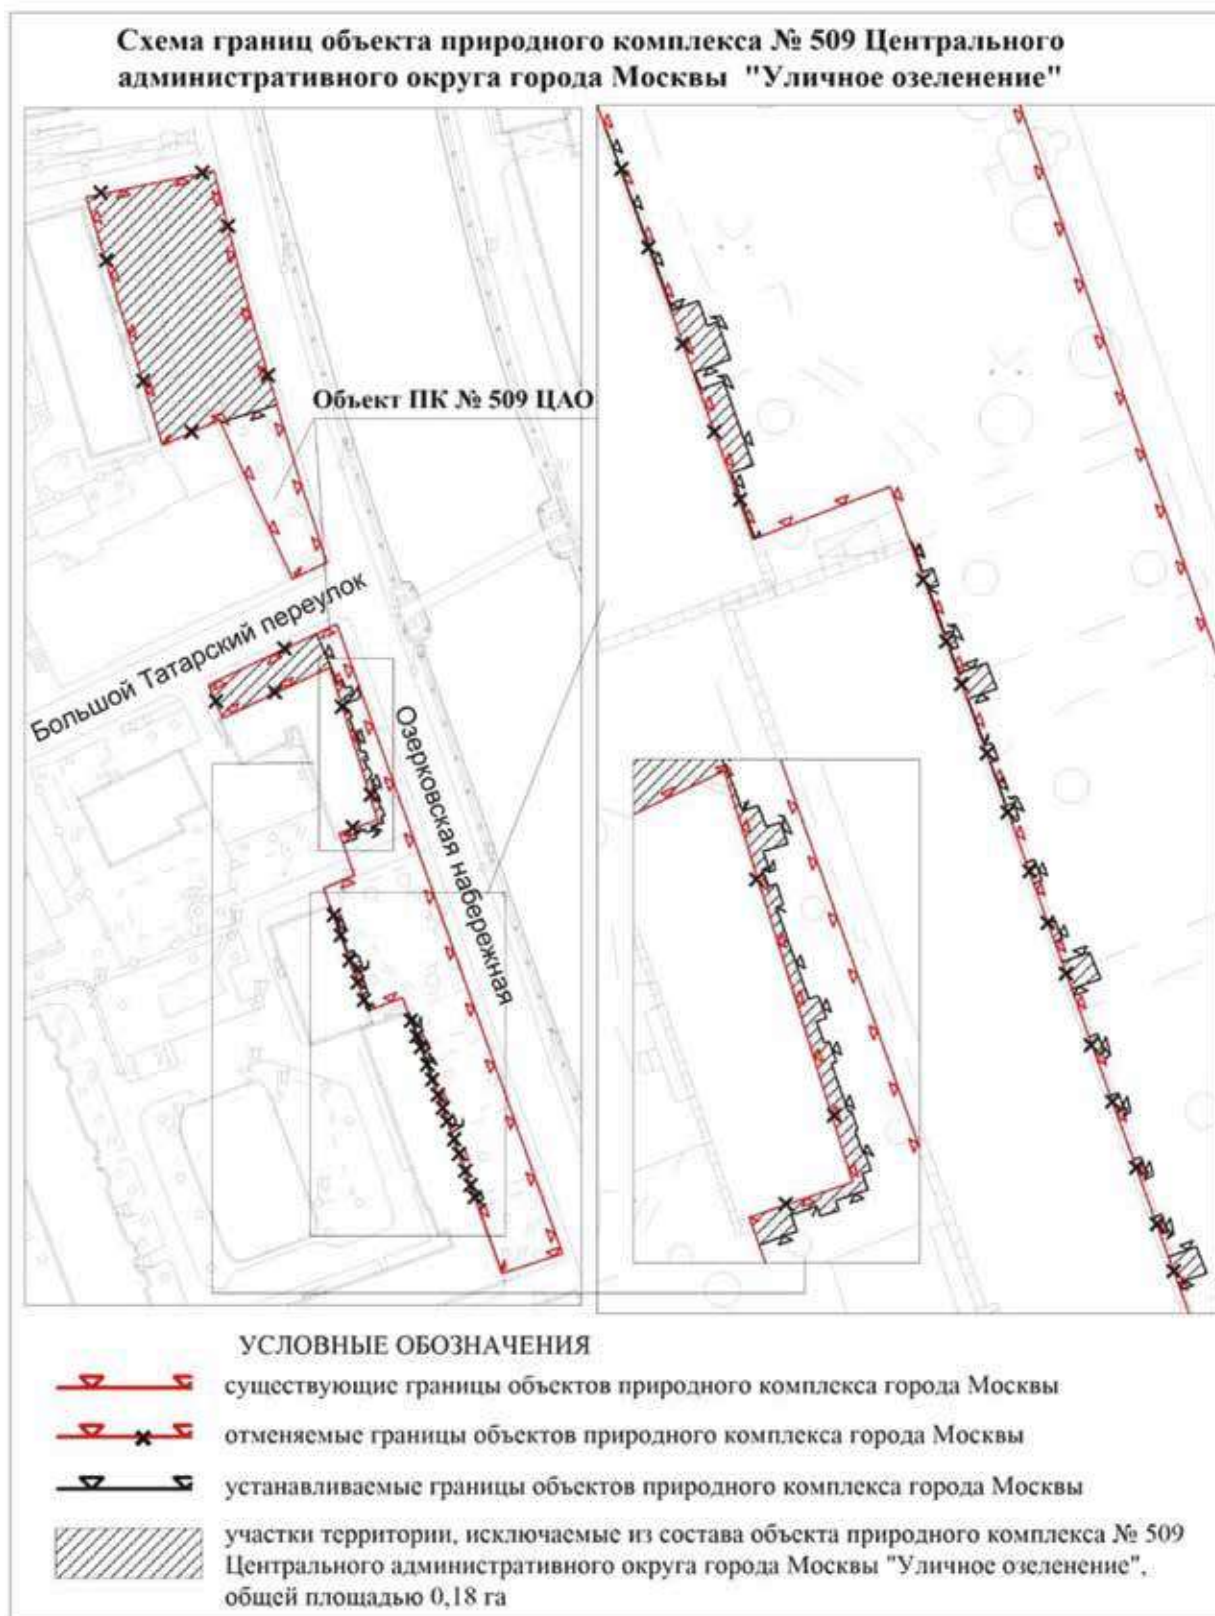 Схема границ объекта природного комплекса № 509 Центрального
административного округа города Москвы "Уличное озеленение"
Объект ПК № 509 ЦАО
Большой Татарский переулок
Озерковская набережная
УСЛОВНЫЕ ОБОЗНАЧЕНИЯ
существующие границы объектов природного комплекса города Москвы
отменяемые границы объектов природного комплекса города Москвы
устанавливаемые границы объектов природного комплекса города Москвы
участки территории, исключаемые из состава объекта природного комплекса № 509
Центрального административного округа города Москвы "Уличное озеленение",
общей площадью 0,18 га